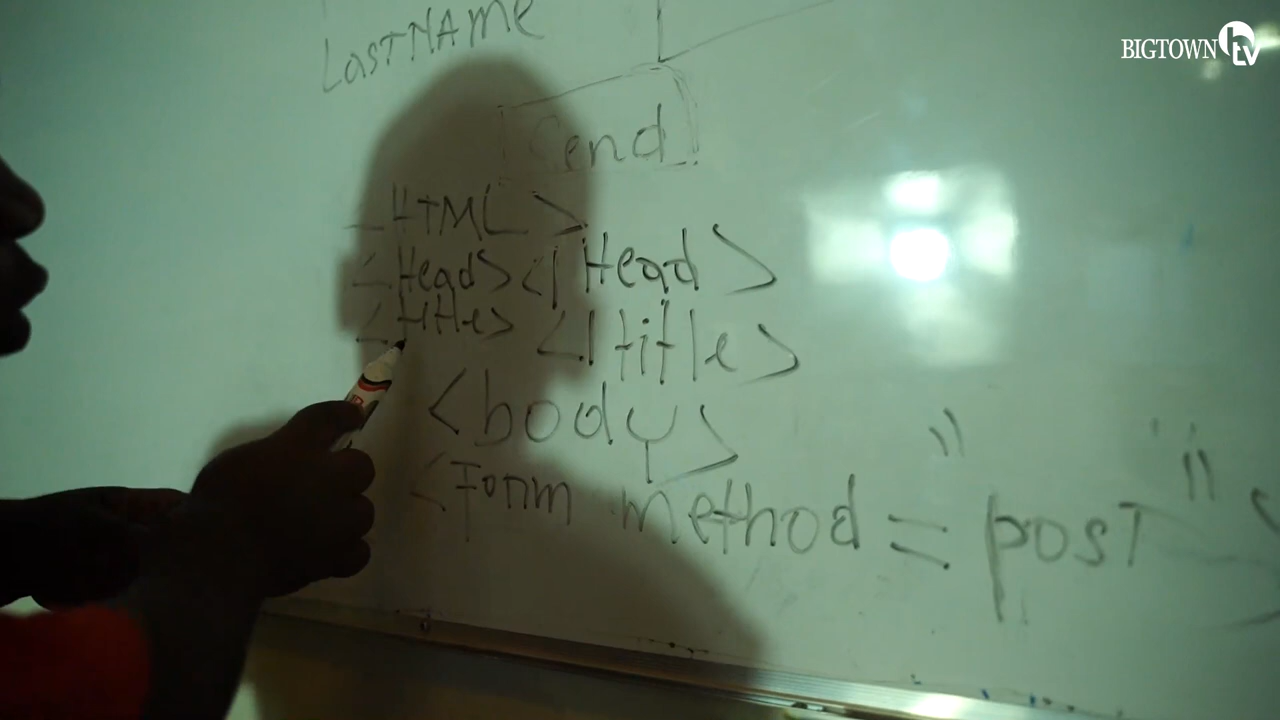 LastNAme
BIGTOWN tv
Send
<HTML>
<Head> </Head>
<title> </title>
<body>
<Form method = "post">